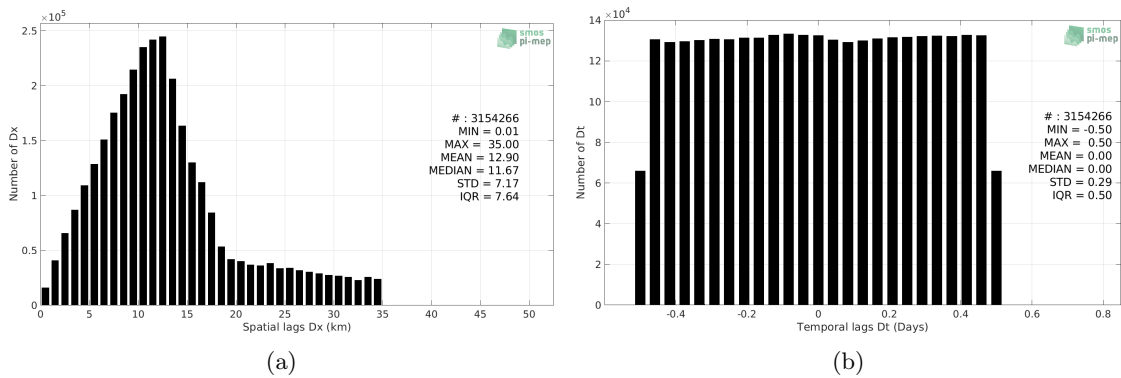 ×10⁵
2.5
2
1.5
1
0.5
0
0 5 10 15 20 25 30 35 40 45 50
Number of Dx
Spatial lags Dx (km)
smos
pi-mep
# : 3154266
MIN = 0.01
MAX = 35.00
MEAN = 12.90
MEDIAN = 11.67
STD = 7.17
IQR = 7.64
(a)
×10⁴
14
12
10
8
6
4
2
0
-0.4 -0.2 0 0.2 0.4 0.6 0.8
Number of Dt
Temporal lags Dt (Days)
smos
pi-mep
# : 3154266
MIN = -0.50
MAX = 0.50
MEAN = 0.00
MEDIAN = 0.00
STD = 0.29
IQR = 0.50
(b)